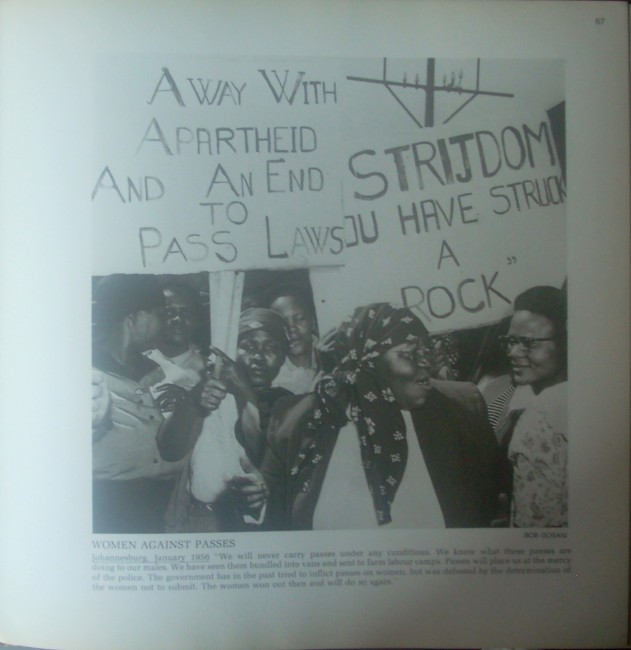 67
AWAY WITH
APARTHEID
AND AN END
TO
PASS LAWS
STRIJDOM
OU HAVE STRUCK
A
ROCK"
BOB GOSANI
WOMEN AGAINST PASSES
Johannesburg, January 1956 "We will never carry passes under any conditions. We know what these passes are
doing to our males. We have seen them bundled into vans and sent to farm labour camps. Passes will place us at the mercy
of the police. The government has in the past tried to inflict passes on women, but was defeated by the determination of
the women not to submit. The women won out then and will do so again."